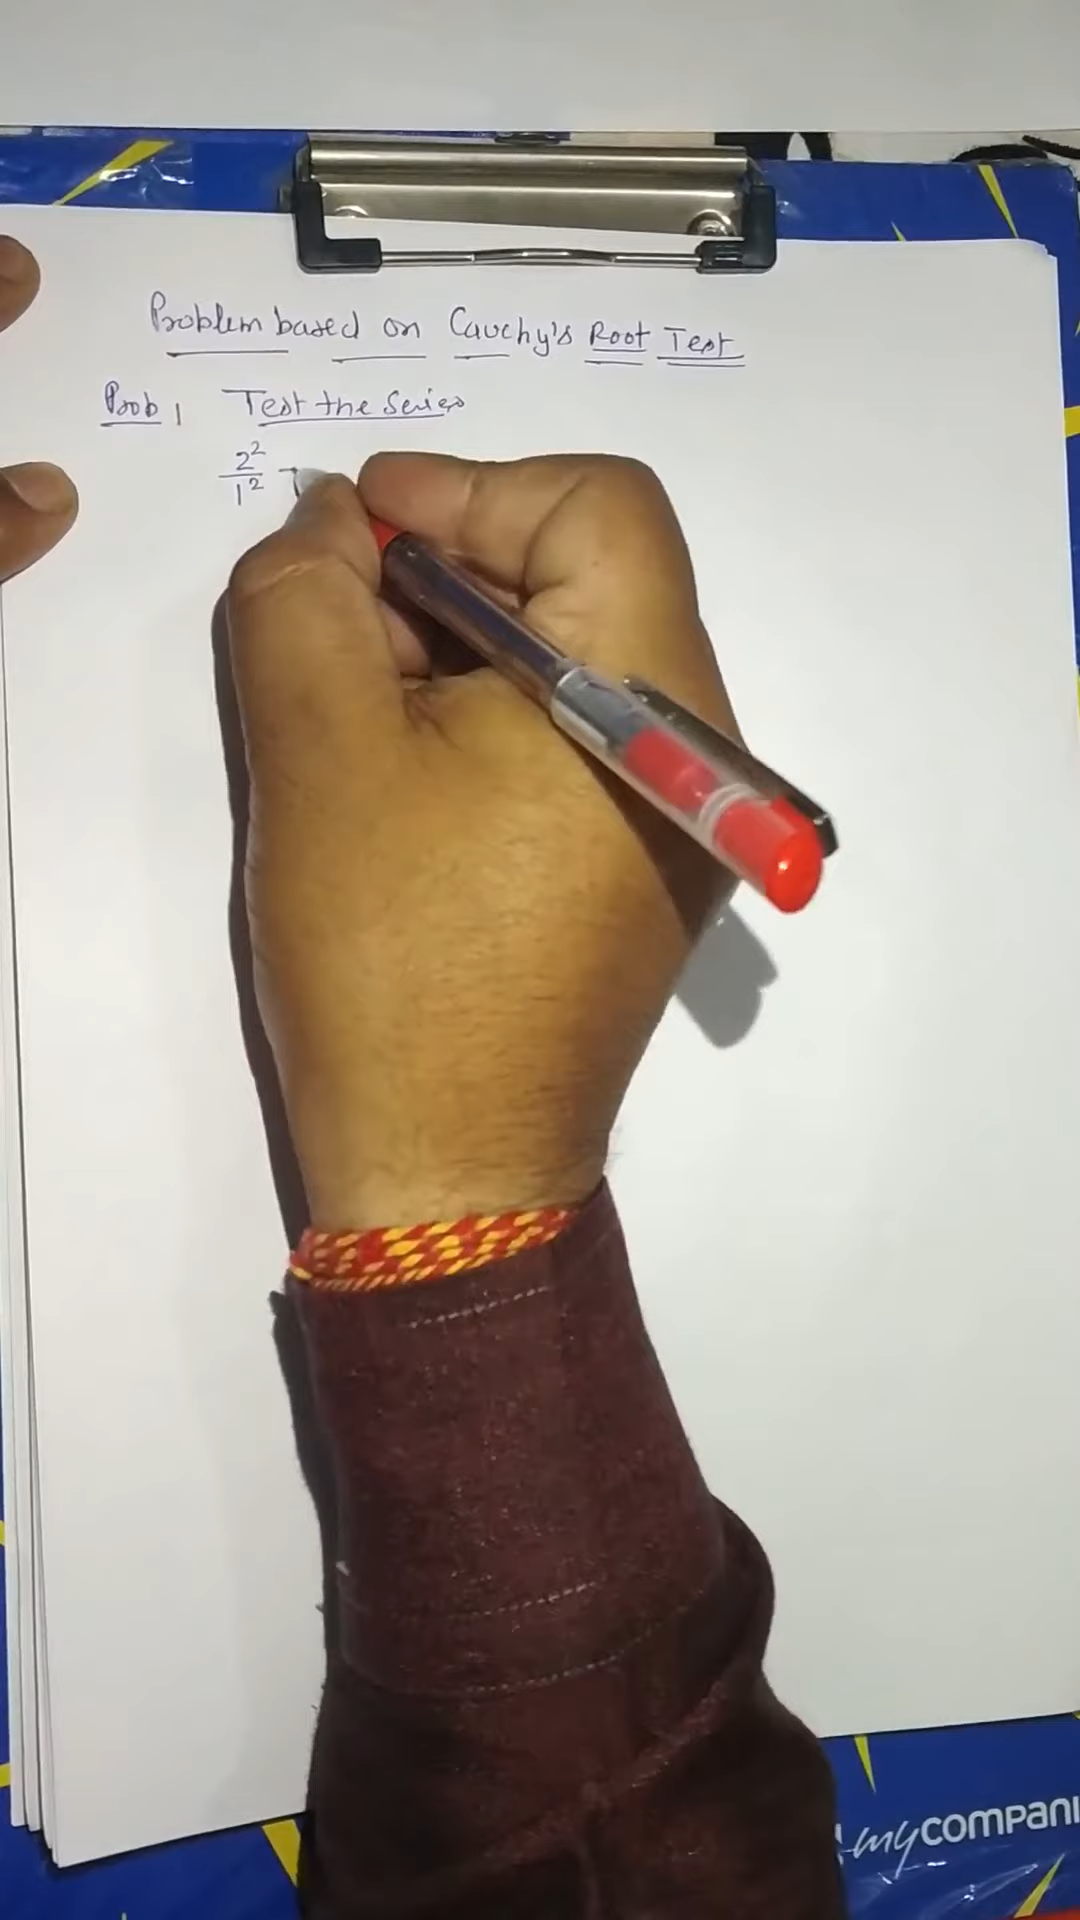 Problem based on Cauchy's Root Test
Prob 1 Test the Series
2²
1²
mycompani